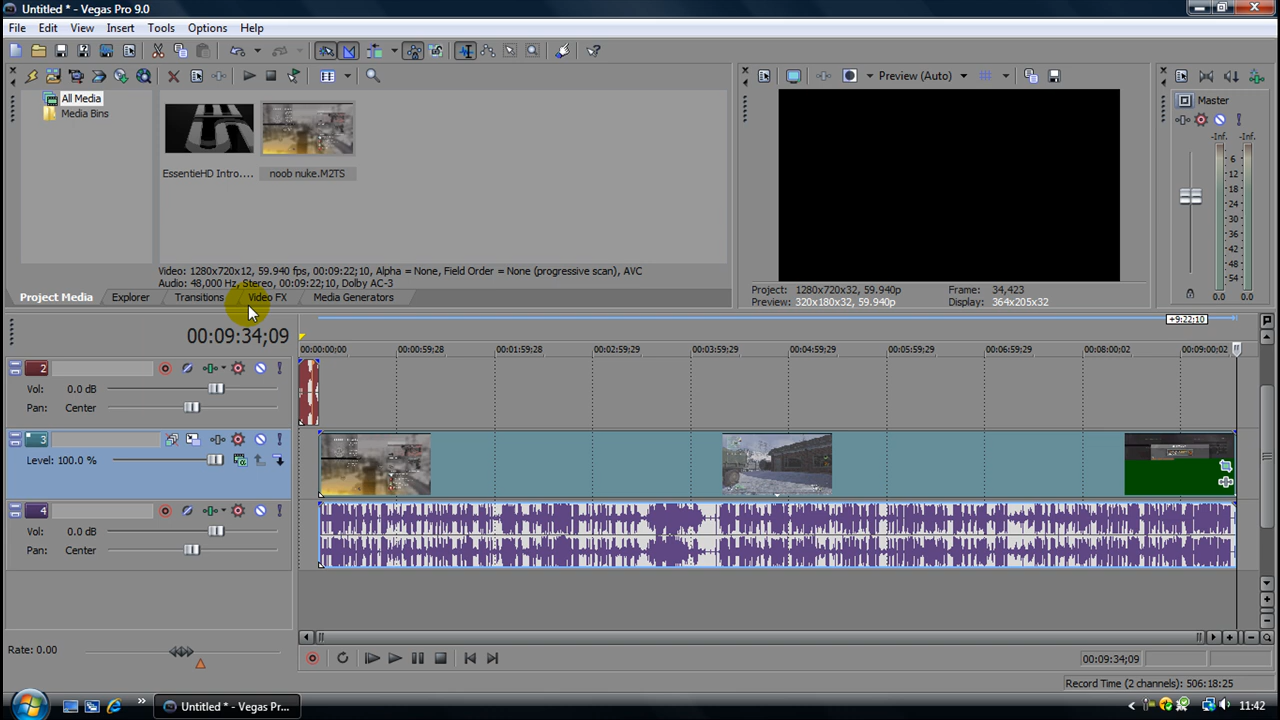 Untitled * - Vegas Pro 9.0
File Edit View Insert Tools Options Help
Preview (Auto)
All Media
Media Bins
EssentieHD Intro....
noob nuke.M2TS
Video: 1280x720x12, 59.940 fps, 00:09:22;10, Alpha = None, Field Order = None (progressive scan), AVC
Audio: 48,000 Hz, Stereo, 00:09:22;10, Dolby AC-3
Project Media Explorer Transitions Video FX Media Generators
Project: 1280x720x32, 59.940p Frame: 34,423
Preview: 320x180x32, 59.940p Display: 364x205x32
Master
-Inf. -Inf.
6
12
18
24
30
36
42
48
54
0.0 0.0
+9:22;10
00:09:34;09
00:00:00;00 00:00:59;28 00:01:59;28 00:02:59;29 00:03:59;29 00:04:59;29 00:05:59;29 00:06:59;29 00:08:00;02 00:09:00;02
2
Vol: 0.0 dB
Pan: Center
3
Level: 100.0 %
4
Vol: 0.0 dB
Pan: Center
Rate: 0.00
00:09:34;09
Record Time (2 channels): 506:18:25
Untitled * - Vegas Pr...
11:42